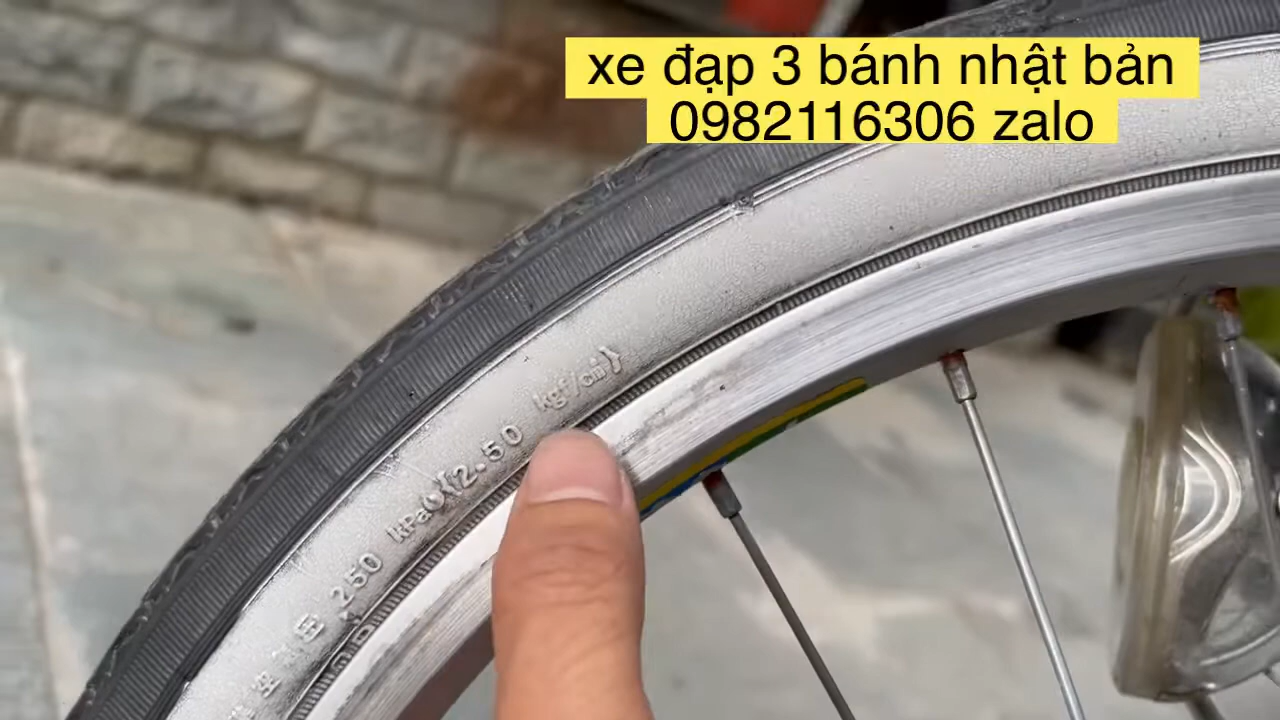 xe đạp 3 bánh nhật bản
0982116306 zalo
250 kPa (2.50 kgf/cm²)